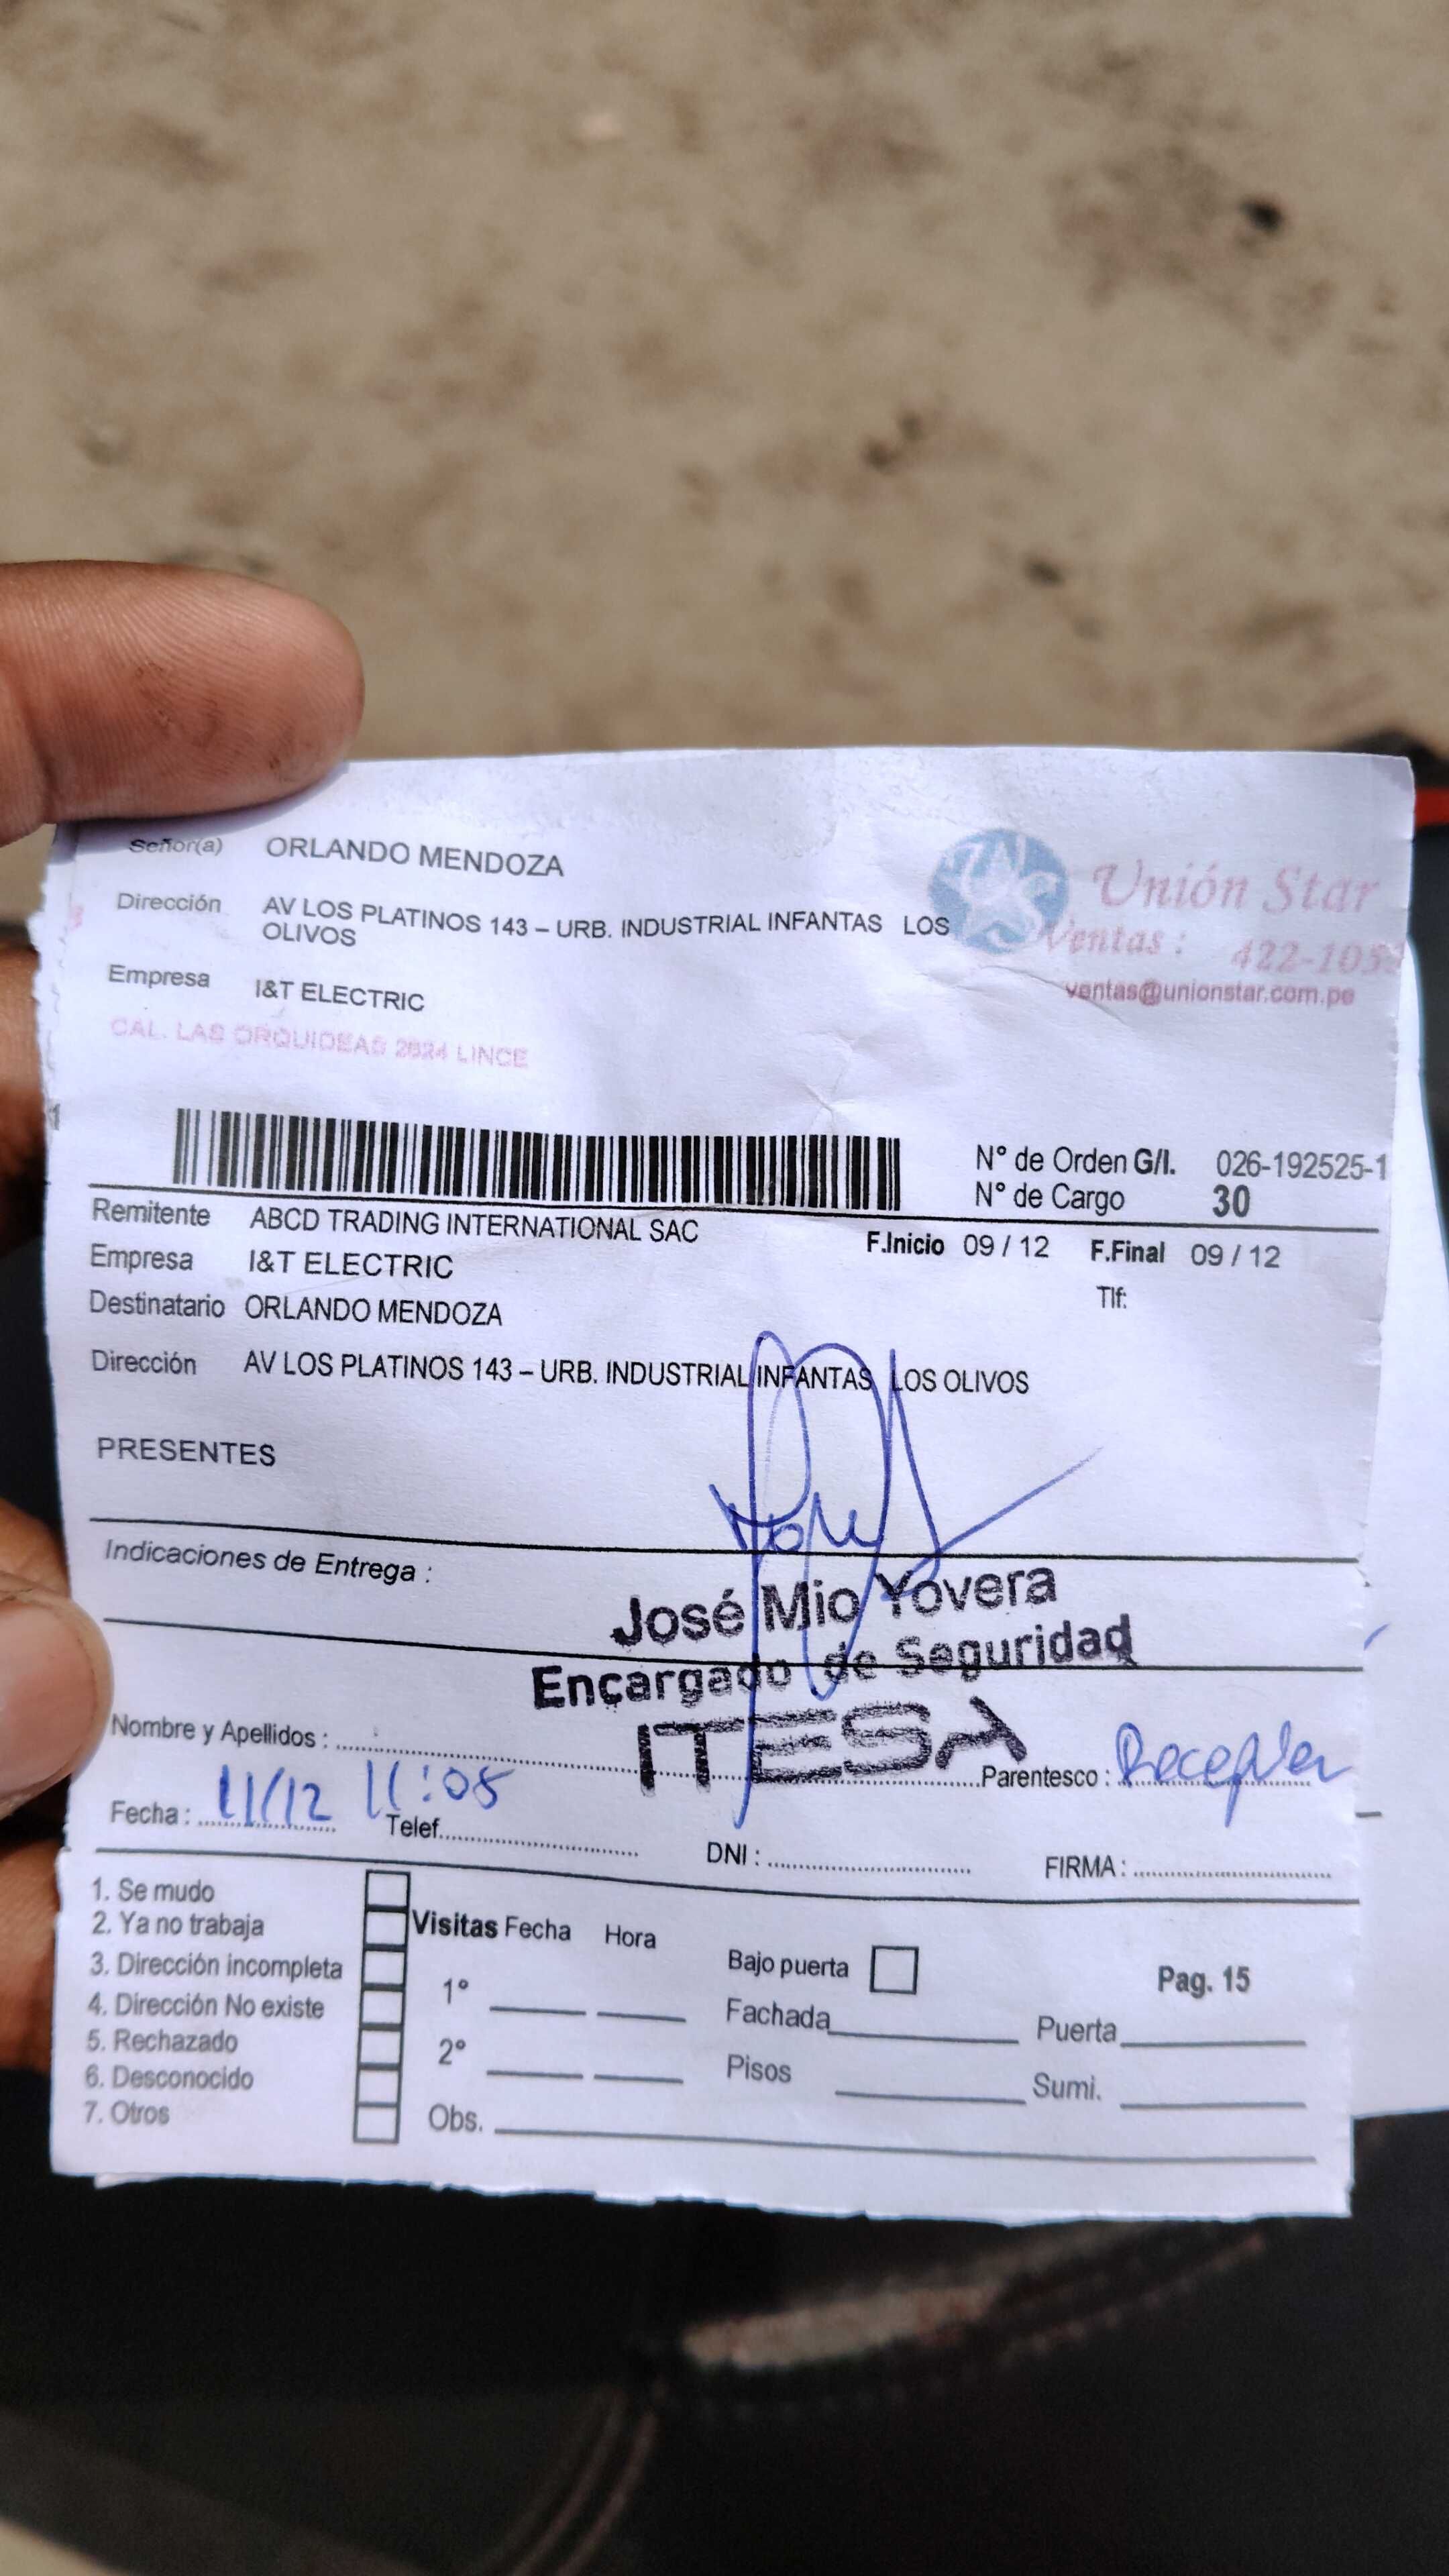 Señor(a) ORLANDO MENDOZA
Dirección AV LOS PLATINOS 143 – URB. INDUSTRIAL INFANTAS LOS
OLIVOS
Empresa I&T ELECTRIC
CAL. LAS ORQUIDEAS 2624 LINCE
Unión Star
Ventas : 422-105
ventas@unionstar.com.pe
N° de Orden G/I. 026-192525-1
N° de Cargo 30
Remitente ABCD TRADING INTERNATIONAL SAC
F.Inicio 09 / 12 F.Final 09 / 12
Empresa I&T ELECTRIC
Tlf:
Destinatario ORLANDO MENDOZA
Dirección AV LOS PLATINOS 143 – URB. INDUSTRIAL INFANTAS LOS OLIVOS
PRESENTES
Indicaciones de Entrega :
José Mio Yovera
Encargado de Seguridad
ITESA
Nombre y Apellidos :
Parentesco :
Fecha : 11/12 11:08
Telef.
DNI :
FIRMA :
1. Se mudo
2. Ya no trabaja
3. Dirección incompleta
4. Dirección No existe
5. Rechazado
6. Desconocido
7. Otros
Visitas Fecha Hora
1°
2°
Obs.
Bajo puerta
Fachada
Pisos
Pag. 15
Puerta
Sumi.